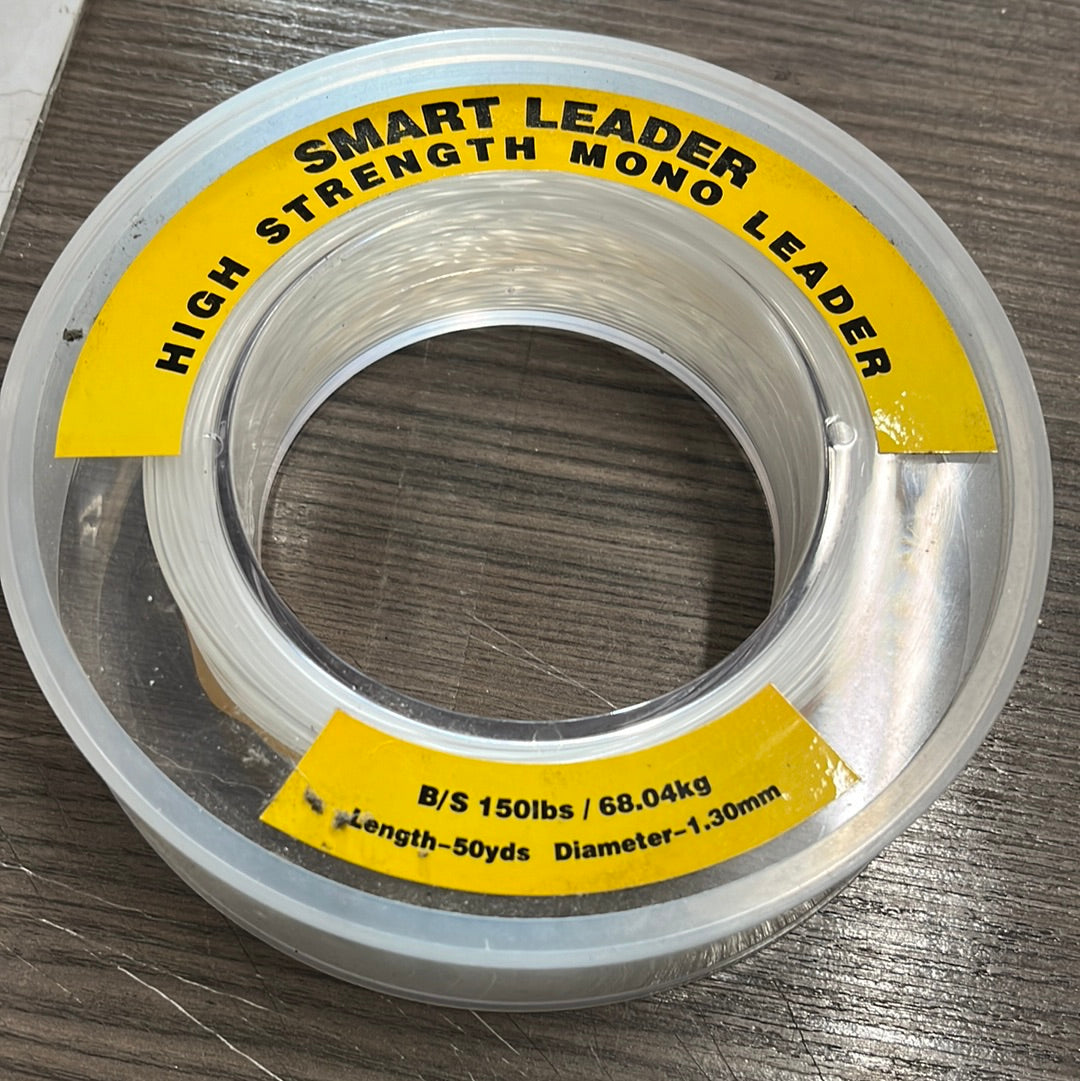 SMART LEADER
HIGH STRENGTH MONO LEADER
B/S 150lbs / 68.04kg
Length-50yds Diameter-1.30mm